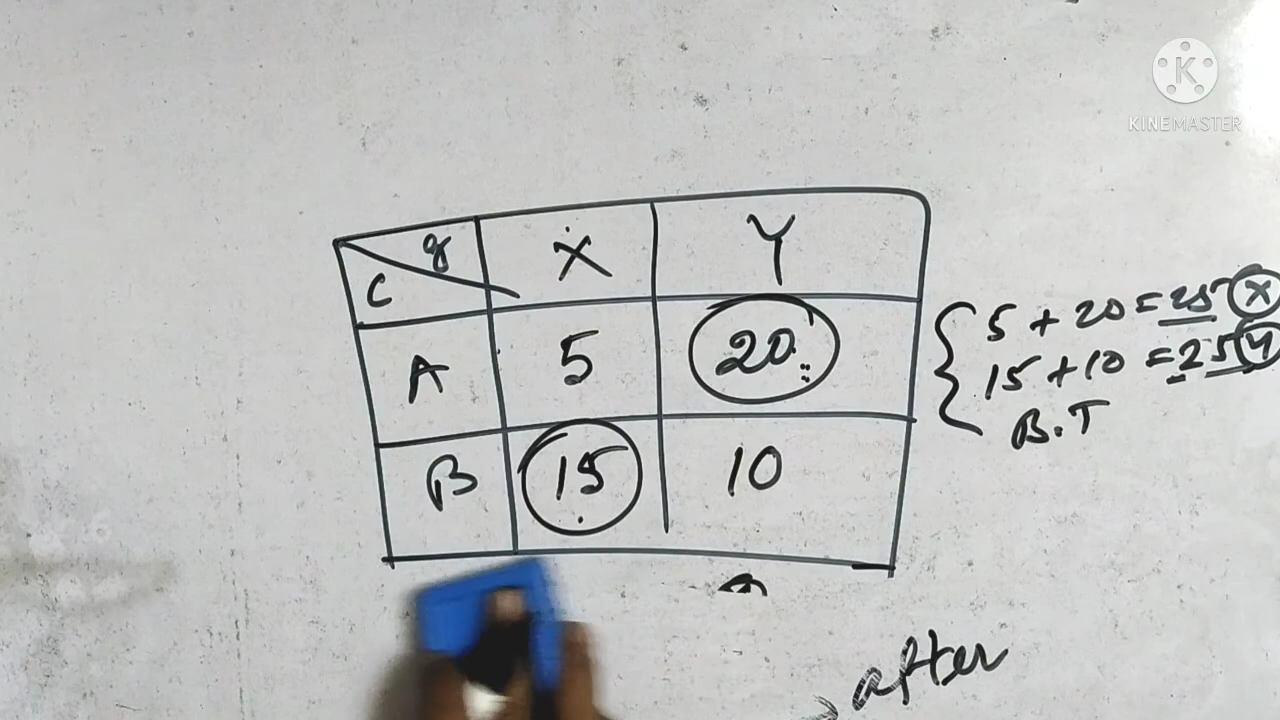 K
KINEMASTER
g X Y
C
A 5 20
B 15 10
5 + 20 = 25 X
15 + 10 = 25 Y
B.T
after